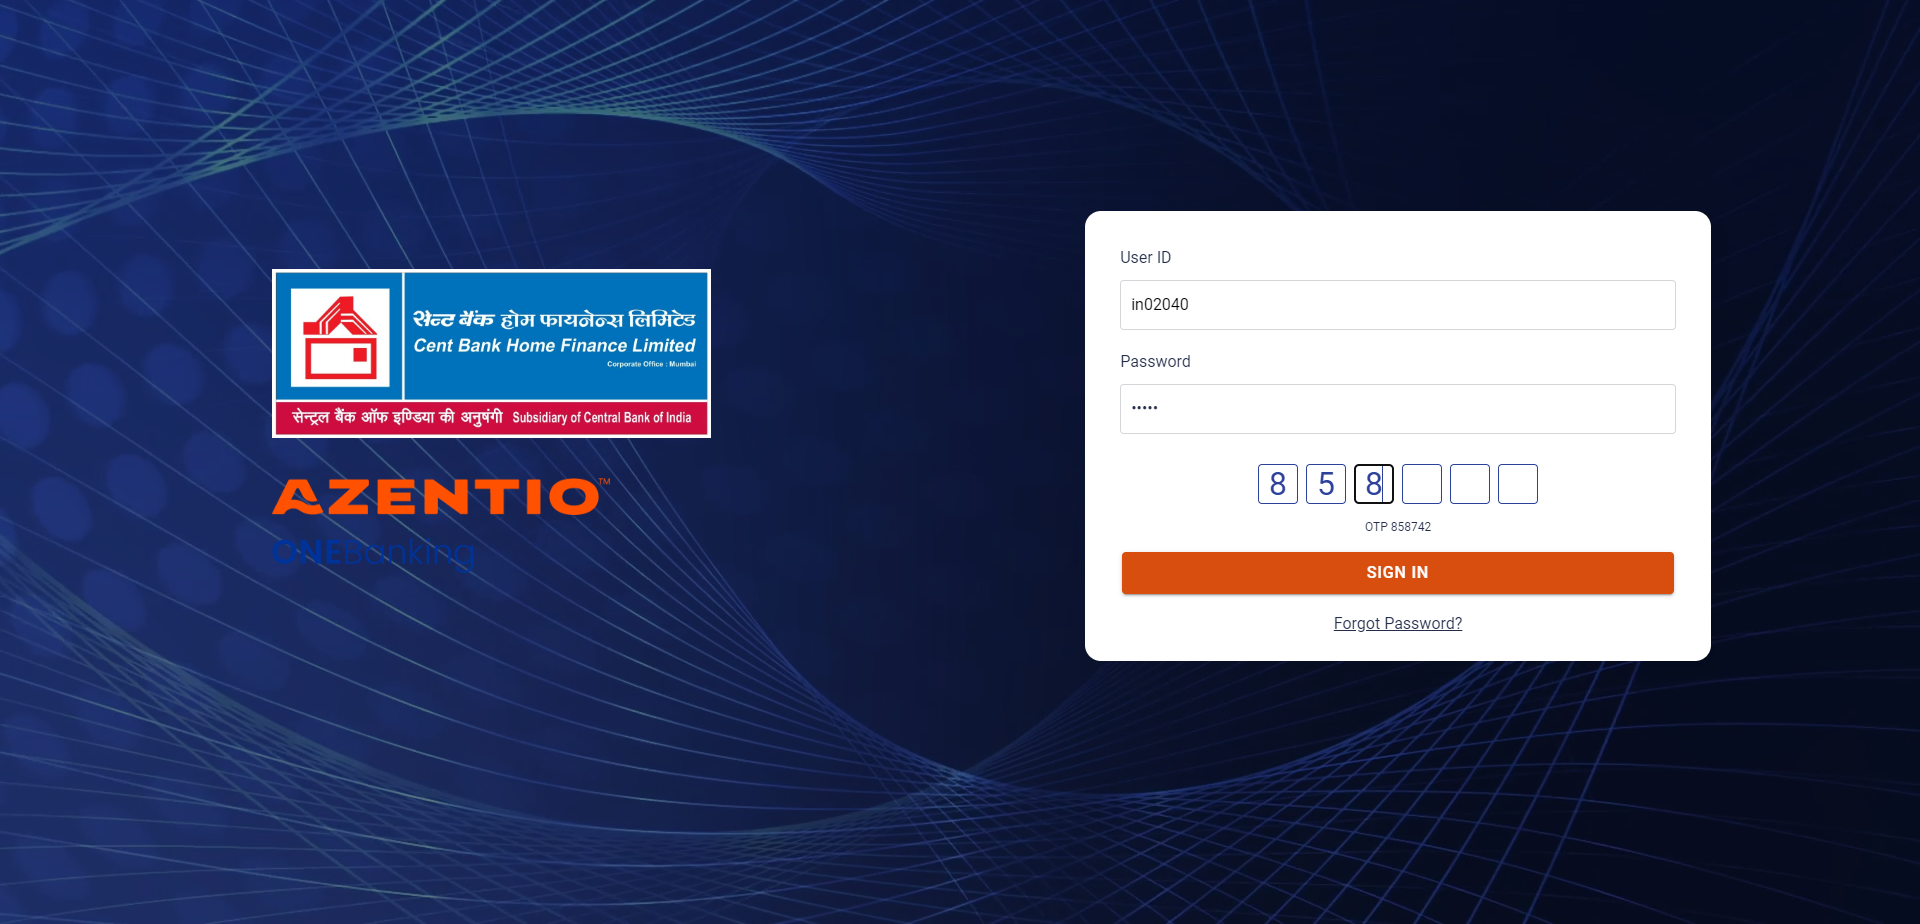 सेन्ट बैंक होम फायनेन्स लिमिटेड
Cent Bank Home Finance Limited
Corporate Office : Mumbai
सेन्ट्रल बैंक ऑफ इण्डिया की अनुषंगी Subsidiary of Central Bank of India
AZENTIO™
ONEBanking
User ID
in02040
Password
•••••
8 5 8
OTP 858742
SIGN IN
Forgot Password?